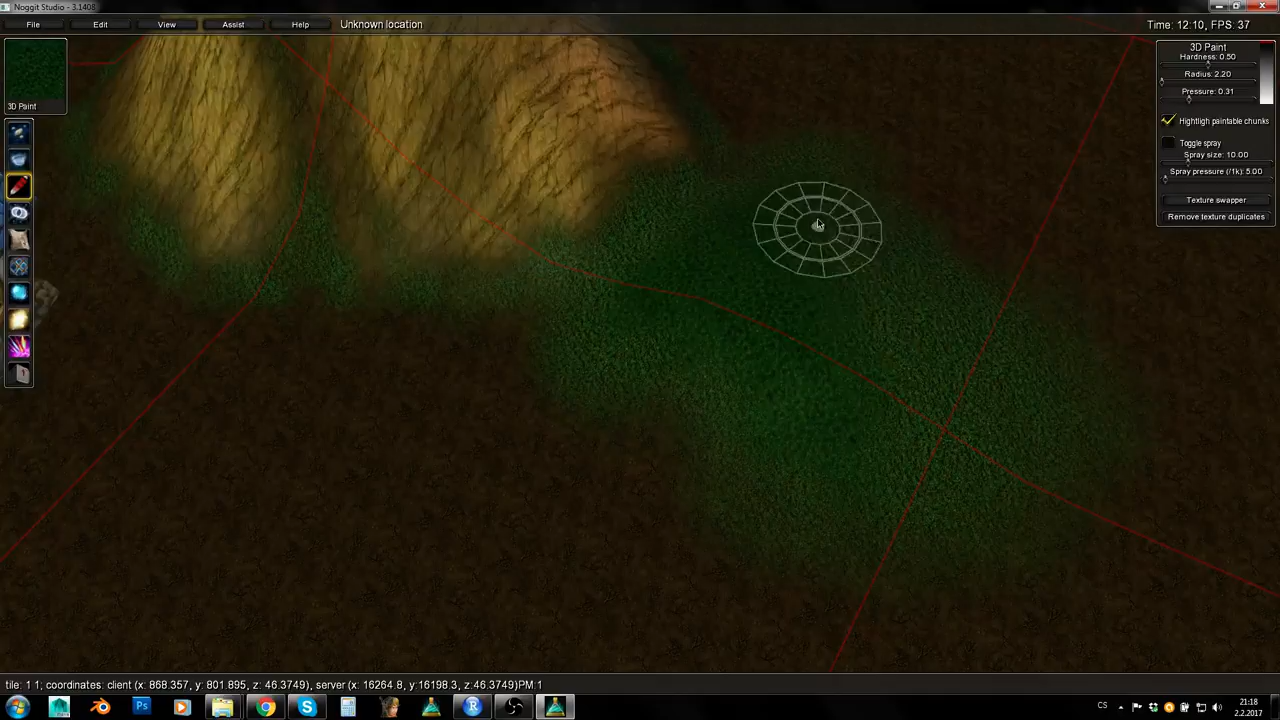 Noggit Studio - 3.1408
File Edit View Assist Help Unknown location Time: 12:10, FPS: 37
3D Paint
3D Paint
Hardness: 0.50
Radius: 2.20
Pressure: 0.31
Hightligh paintable chunks
Toggle spray
Spray size: 10.00
Spray pressure (/1k): 5.00
Texture swapper
Remove texture duplicates
tile: 1 1; coordinates: client (x: 868.357, y: 801.895, z: 46.3749), server (x: 16264.8, y:16198.3, z:46.3749)PM:1
CS 21:18
2.2.2017